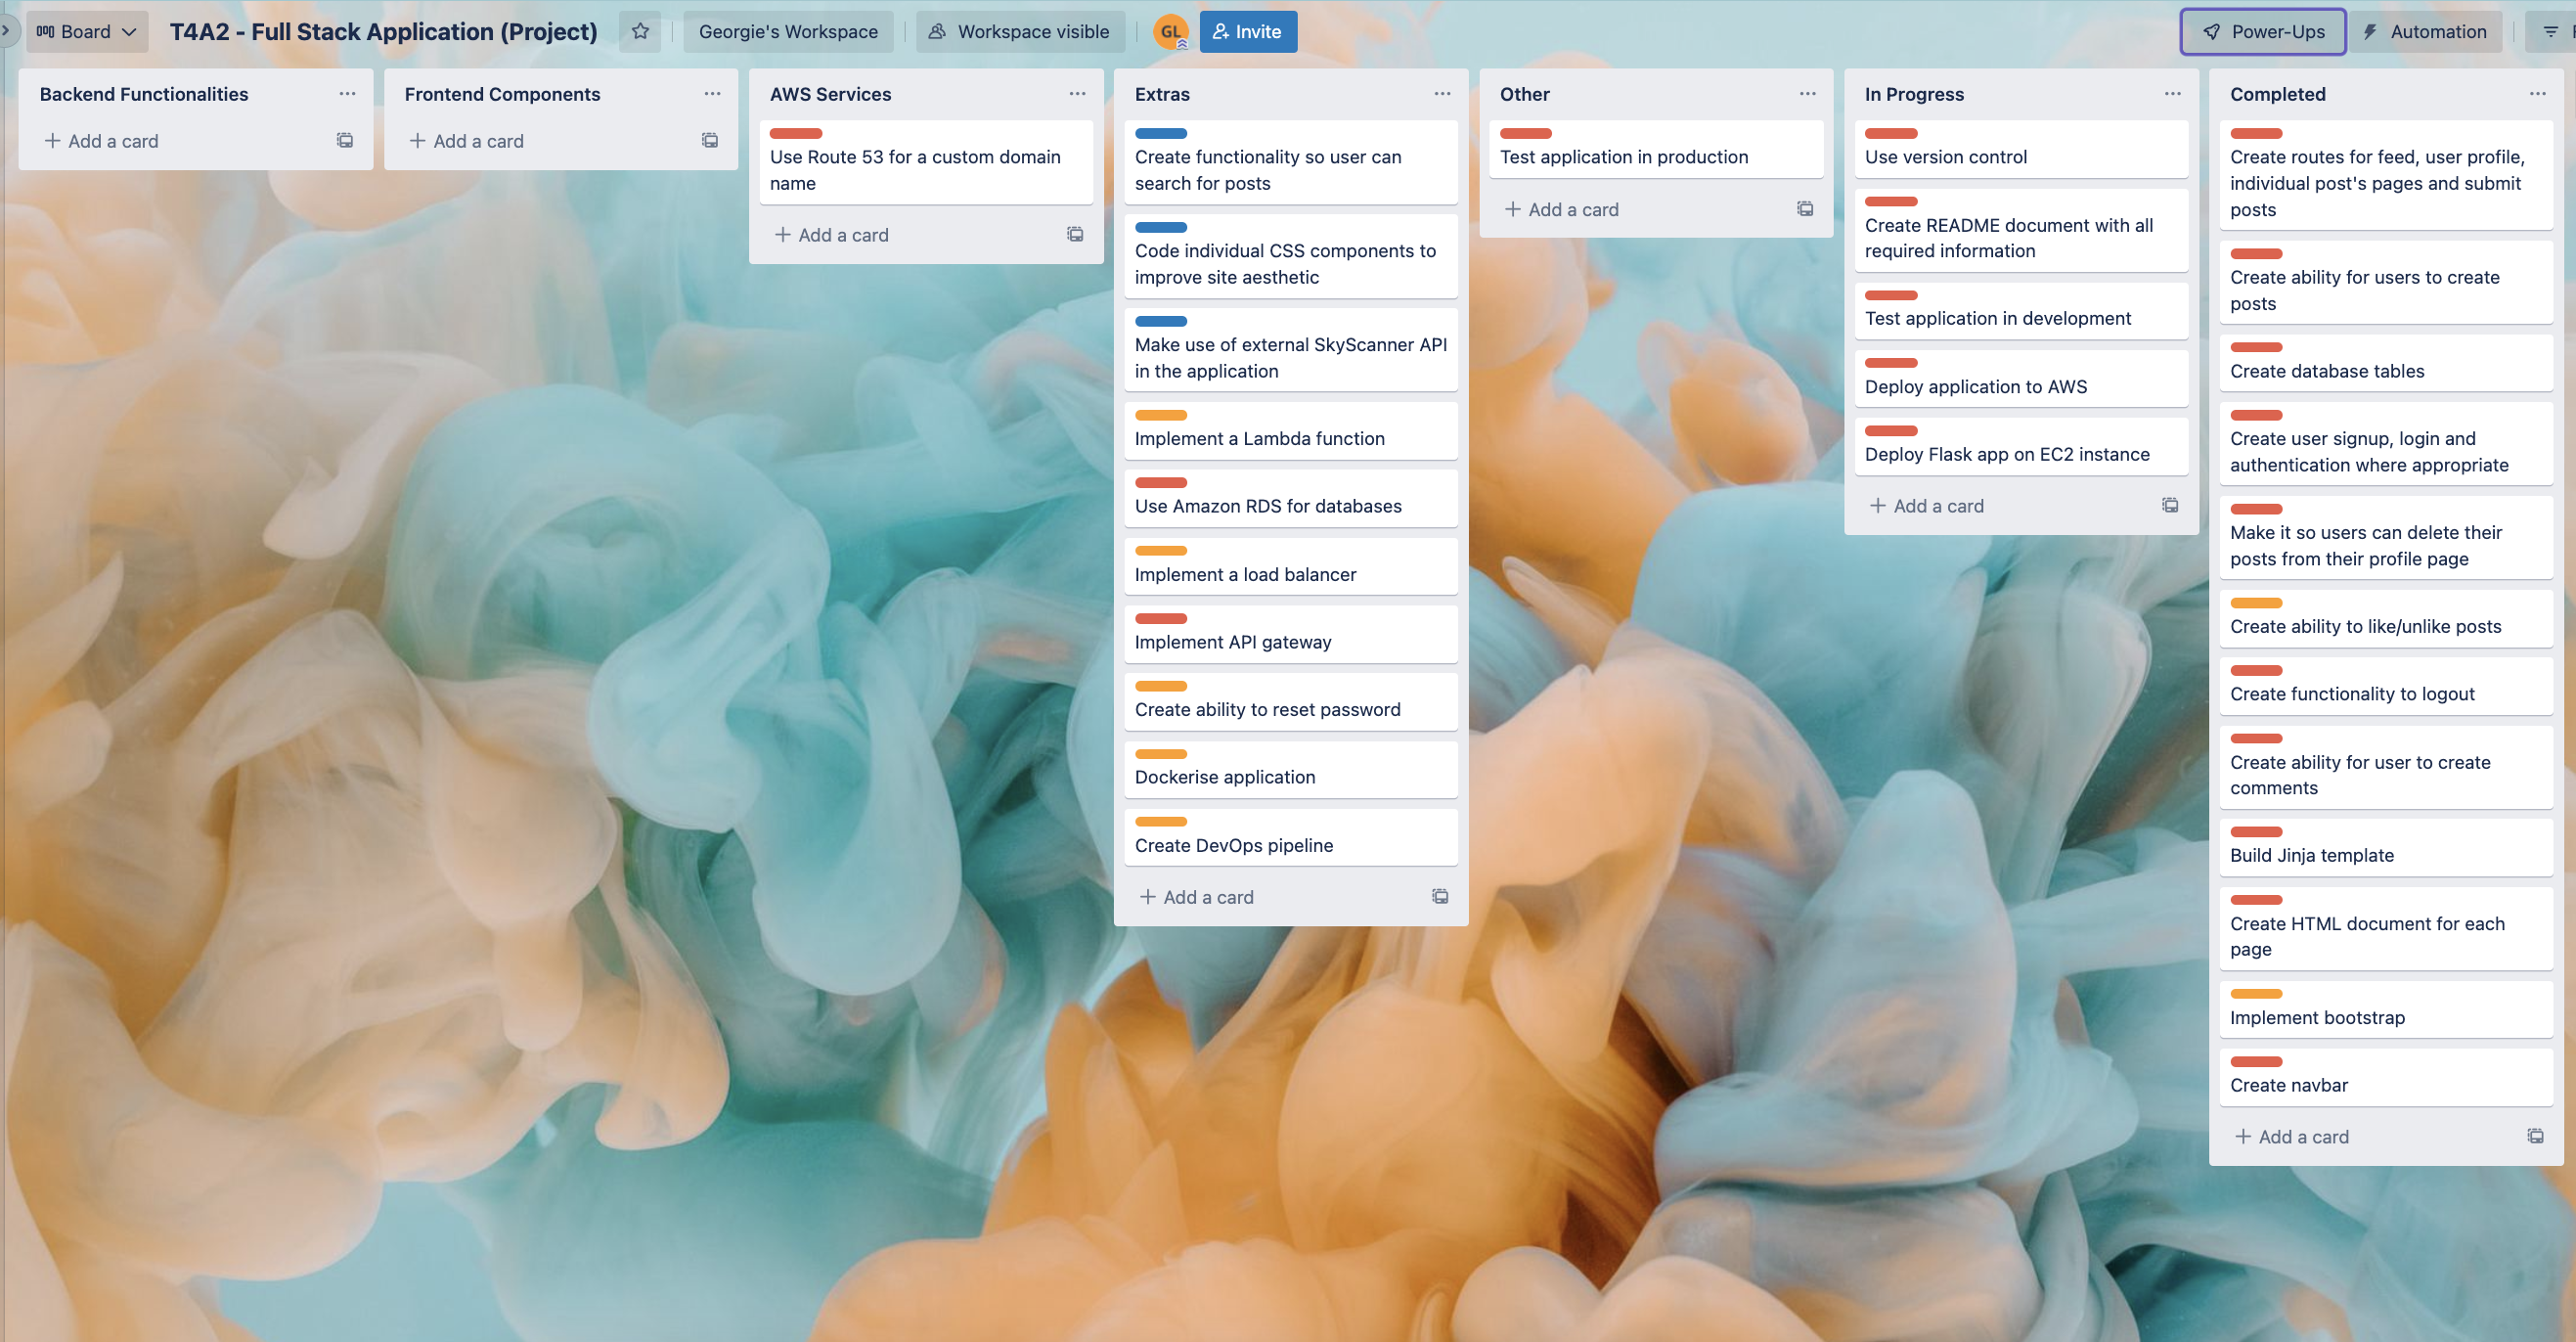 Board
T4A2 - Full Stack Application (Project)
Georgie's Workspace
Workspace visible
GL
Invite
Power-Ups
Automation
Backend Functionalities
Add a card
Frontend Components
Add a card
AWS Services
Use Route 53 for a custom domain
name
Add a card
Extras
Create functionality so user can
search for posts
Code individual CSS components to
improve site aesthetic
Make use of external SkyScanner API
in the application
Implement a Lambda function
Use Amazon RDS for databases
Implement a load balancer
Implement API gateway
Create ability to reset password
Dockerise application
Create DevOps pipeline
Add a card
Other
Test application in production
Add a card
In Progress
Use version control
Create README document with all
required information
Test application in development
Deploy application to AWS
Deploy Flask app on EC2 instance
Add a card
Completed
Create routes for feed, user profile,
individual post's pages and submit
posts
Create ability for users to create
posts
Create database tables
Create user signup, login and
authentication where appropriate
Make it so users can delete their
posts from their profile page
Create ability to like/unlike posts
Create functionality to logout
Create ability for user to create
comments
Build Jinja template
Create HTML document for each
page
Implement bootstrap
Create navbar
Add a card